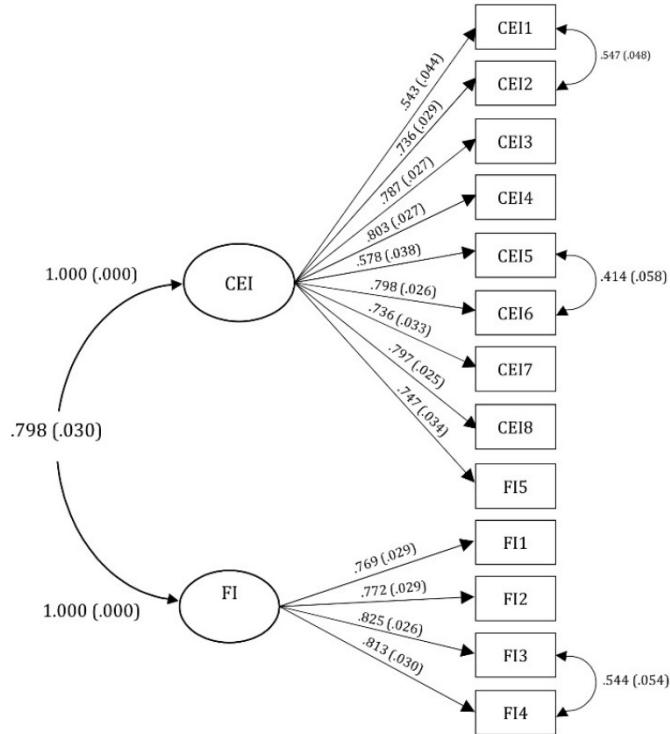 CEI1
.547 (.048)
CEI2
CEI3
CEI4
CEI5
.414 (.058)
CEI6
CEI7
CEI8
FI5
FI1
FI2
FI3
.544 (.054)
FI4
.543 (.044)
.736 (.029)
.787 (.027)
.803 (.027)
.578 (.038)
.798 (.026)
.736 (.033)
.797 (.025)
.747 (.034)
1.000 (.000)
CEI
.798 (.030)
FI
1.000 (.000)
.769 (.029)
.772 (.029)
.825 (.026)
.813 (.030)